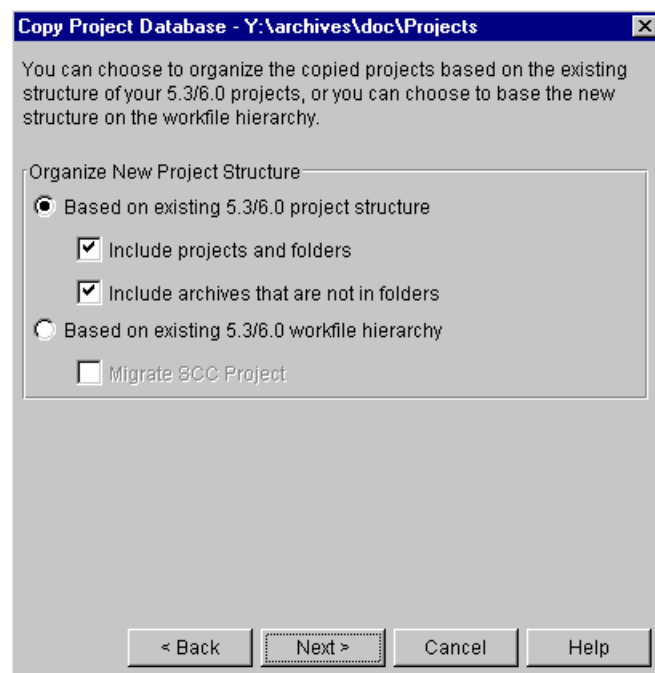 Copy Project Database - Y:\archives\doc\Projects
You can choose to organize the copied projects based on the existing
structure of your 5.3/6.0 projects, or you can choose to base the new
structure on the workfile hierarchy.
Organize New Project Structure
Based on existing 5.3/6.0 project structure
Include projects and folders
Include archives that are not in folders
Based on existing 5.3/6.0 workfile hierarchy
Migrate SCC Project
< Back Next > Cancel Help